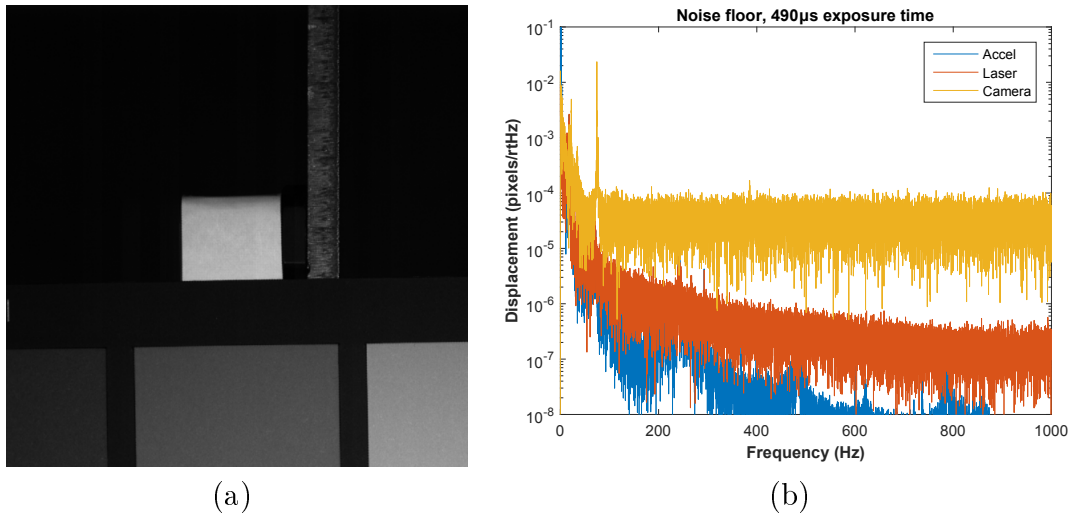 Noise floor, 490µs exposure time
10^-1
10^-2
10^-3
10^-4
10^-5
10^-6
10^-7
10^-8
Displacement (pixels/rtHz)
Accel
Laser
Camera
0 200 400 600 800 1000
Frequency (Hz)
(a) (b)